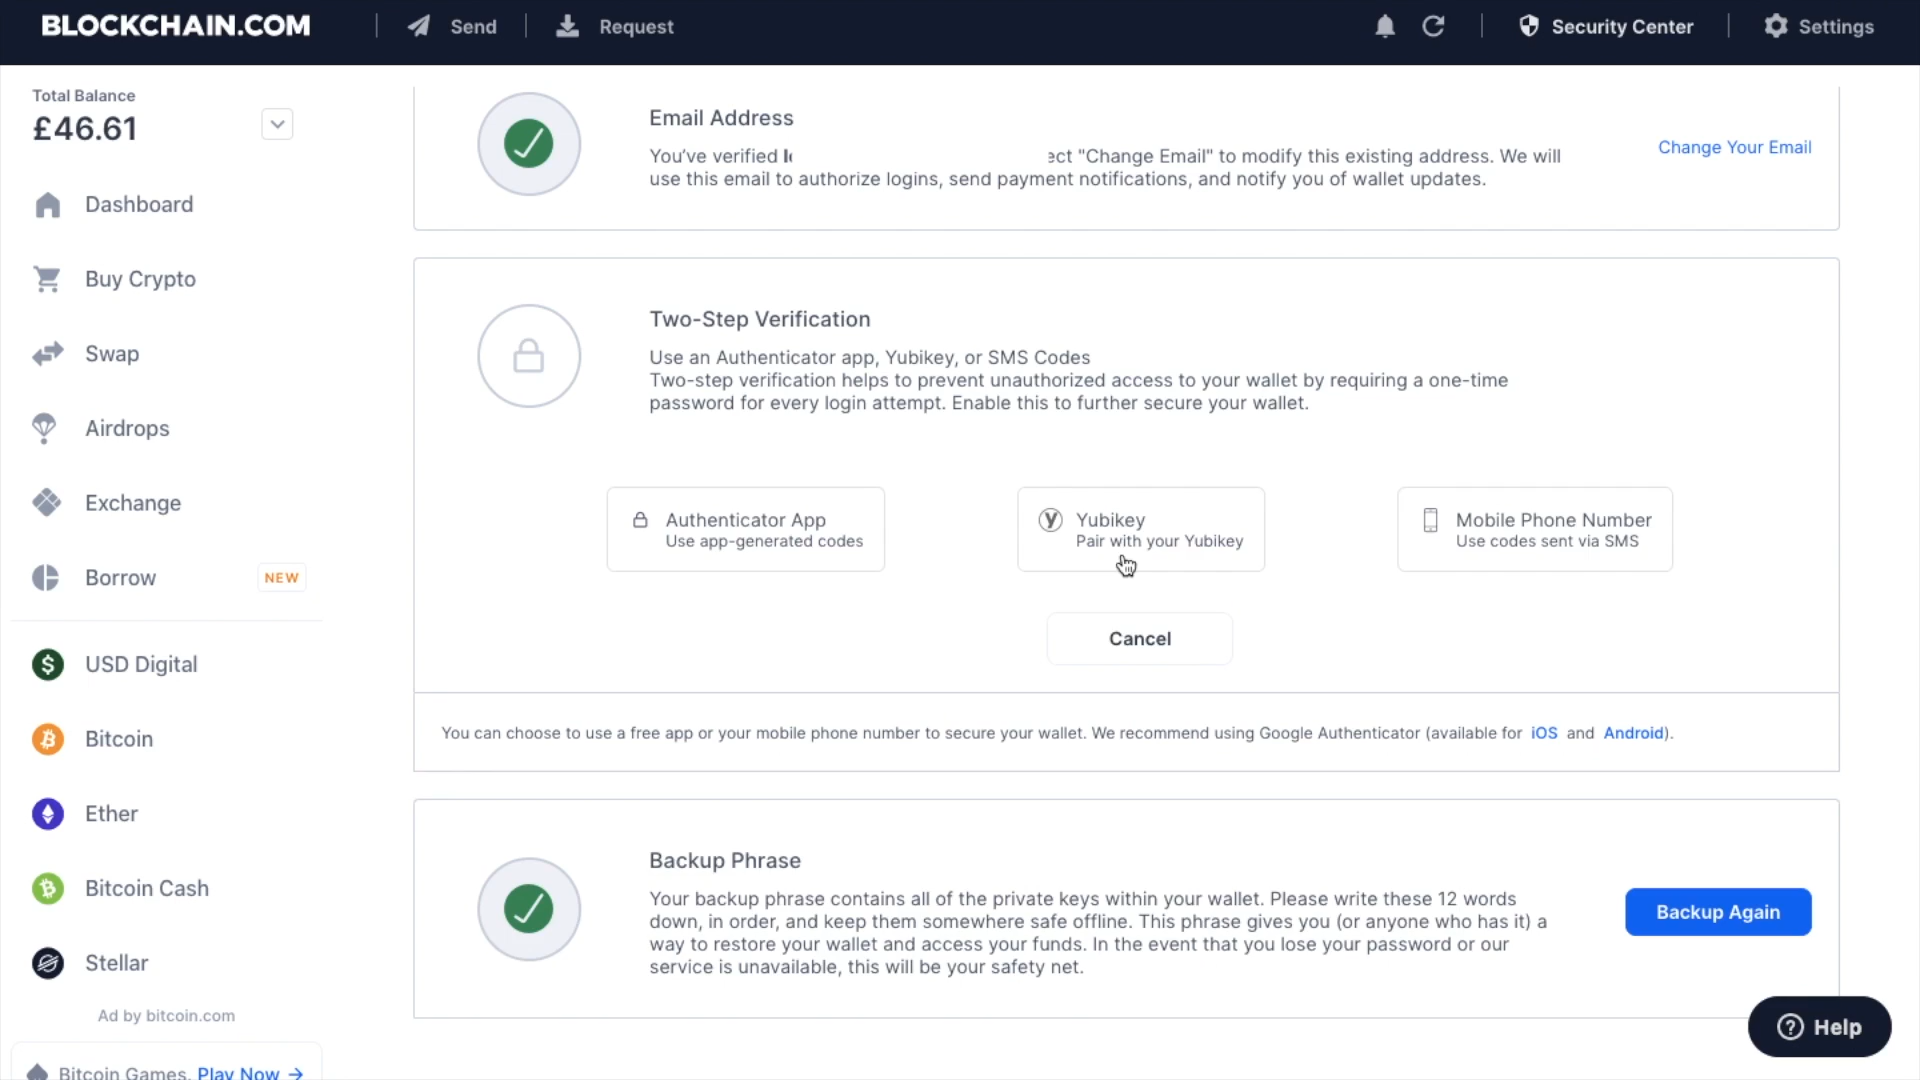 BLOCKCHAIN.COM
Send
Request
Security Center
Settings
Total Balance
£46.61
Dashboard
Buy Crypto
Swap
Airdrops
Exchange
Borrow
NEW
USD Digital
Bitcoin
Ether
Bitcoin Cash
Stellar
Ad by bitcoin.com
Bitcoin Games. Play Now →
Email Address
You've verified
"Change Email" to modify this existing address. We will
use this email to authorize logins, send payment notifications, and notify you of wallet updates.
Change Your Email
Two-Step Verification
Use an Authenticator app, Yubikey, or SMS Codes
Two-step verification helps to prevent unauthorized access to your wallet by requiring a one-time
password for every login attempt. Enable this to further secure your wallet.
Authenticator App
Use app-generated codes
Yubikey
Pair with your Yubikey
Mobile Phone Number
Use codes sent via SMS
Cancel
You can choose to use a free app or your mobile phone number to secure your wallet. We recommend using Google Authenticator (available for iOS and Android).
Backup Phrase
Your backup phrase contains all of the private keys within your wallet. Please write these 12 words
down, in order, and keep them somewhere safe offline. This phrase gives you (or anyone who has it) a
way to restore your wallet and access your funds. In the event that you lose your password or our
service is unavailable, this will be your safety net.
Backup Again
Help